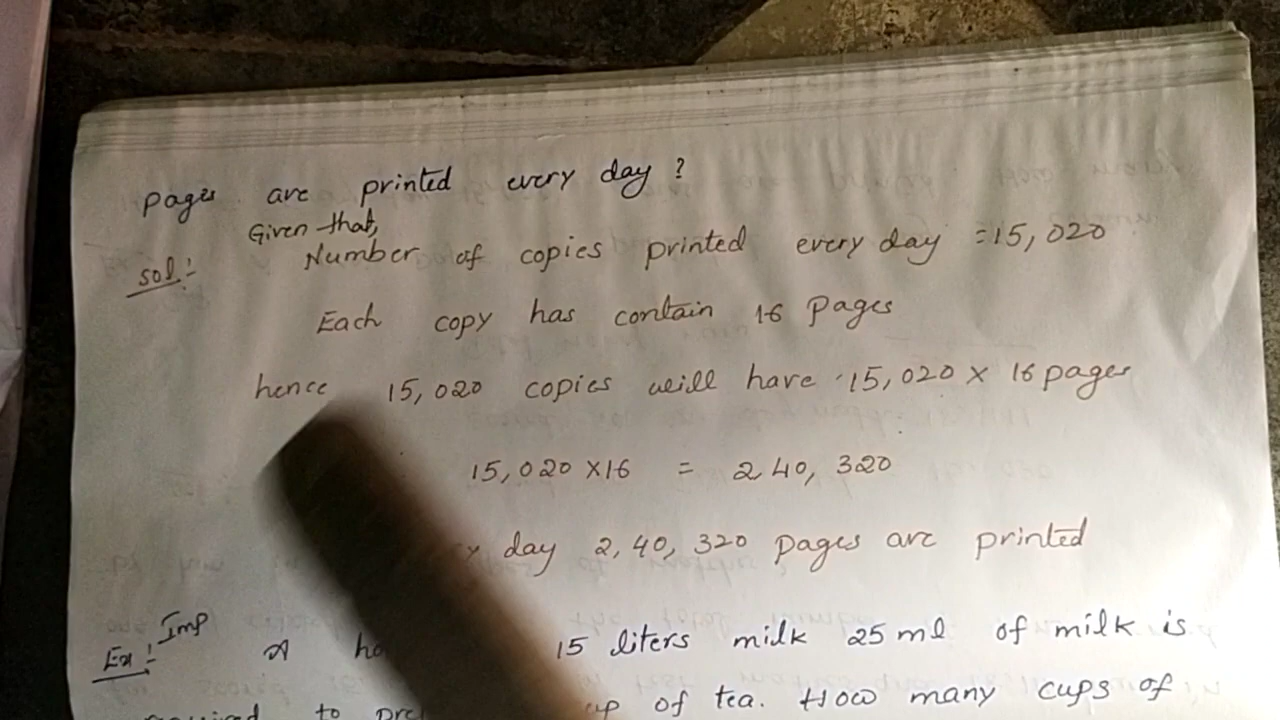 pages are printed every day ?
Given that,
Sol:- Number of copies printed every day = 15,020
Each copy has contain 16 pages
hence 15,020 copies will have 15,020 × 16 pages
15,020 × 16 = 2 40, 320
day 2, 40, 320 pages are printed
Imp
Ex:- A 15 liters milk 25 ml of milk is
to of tea. How many cups of